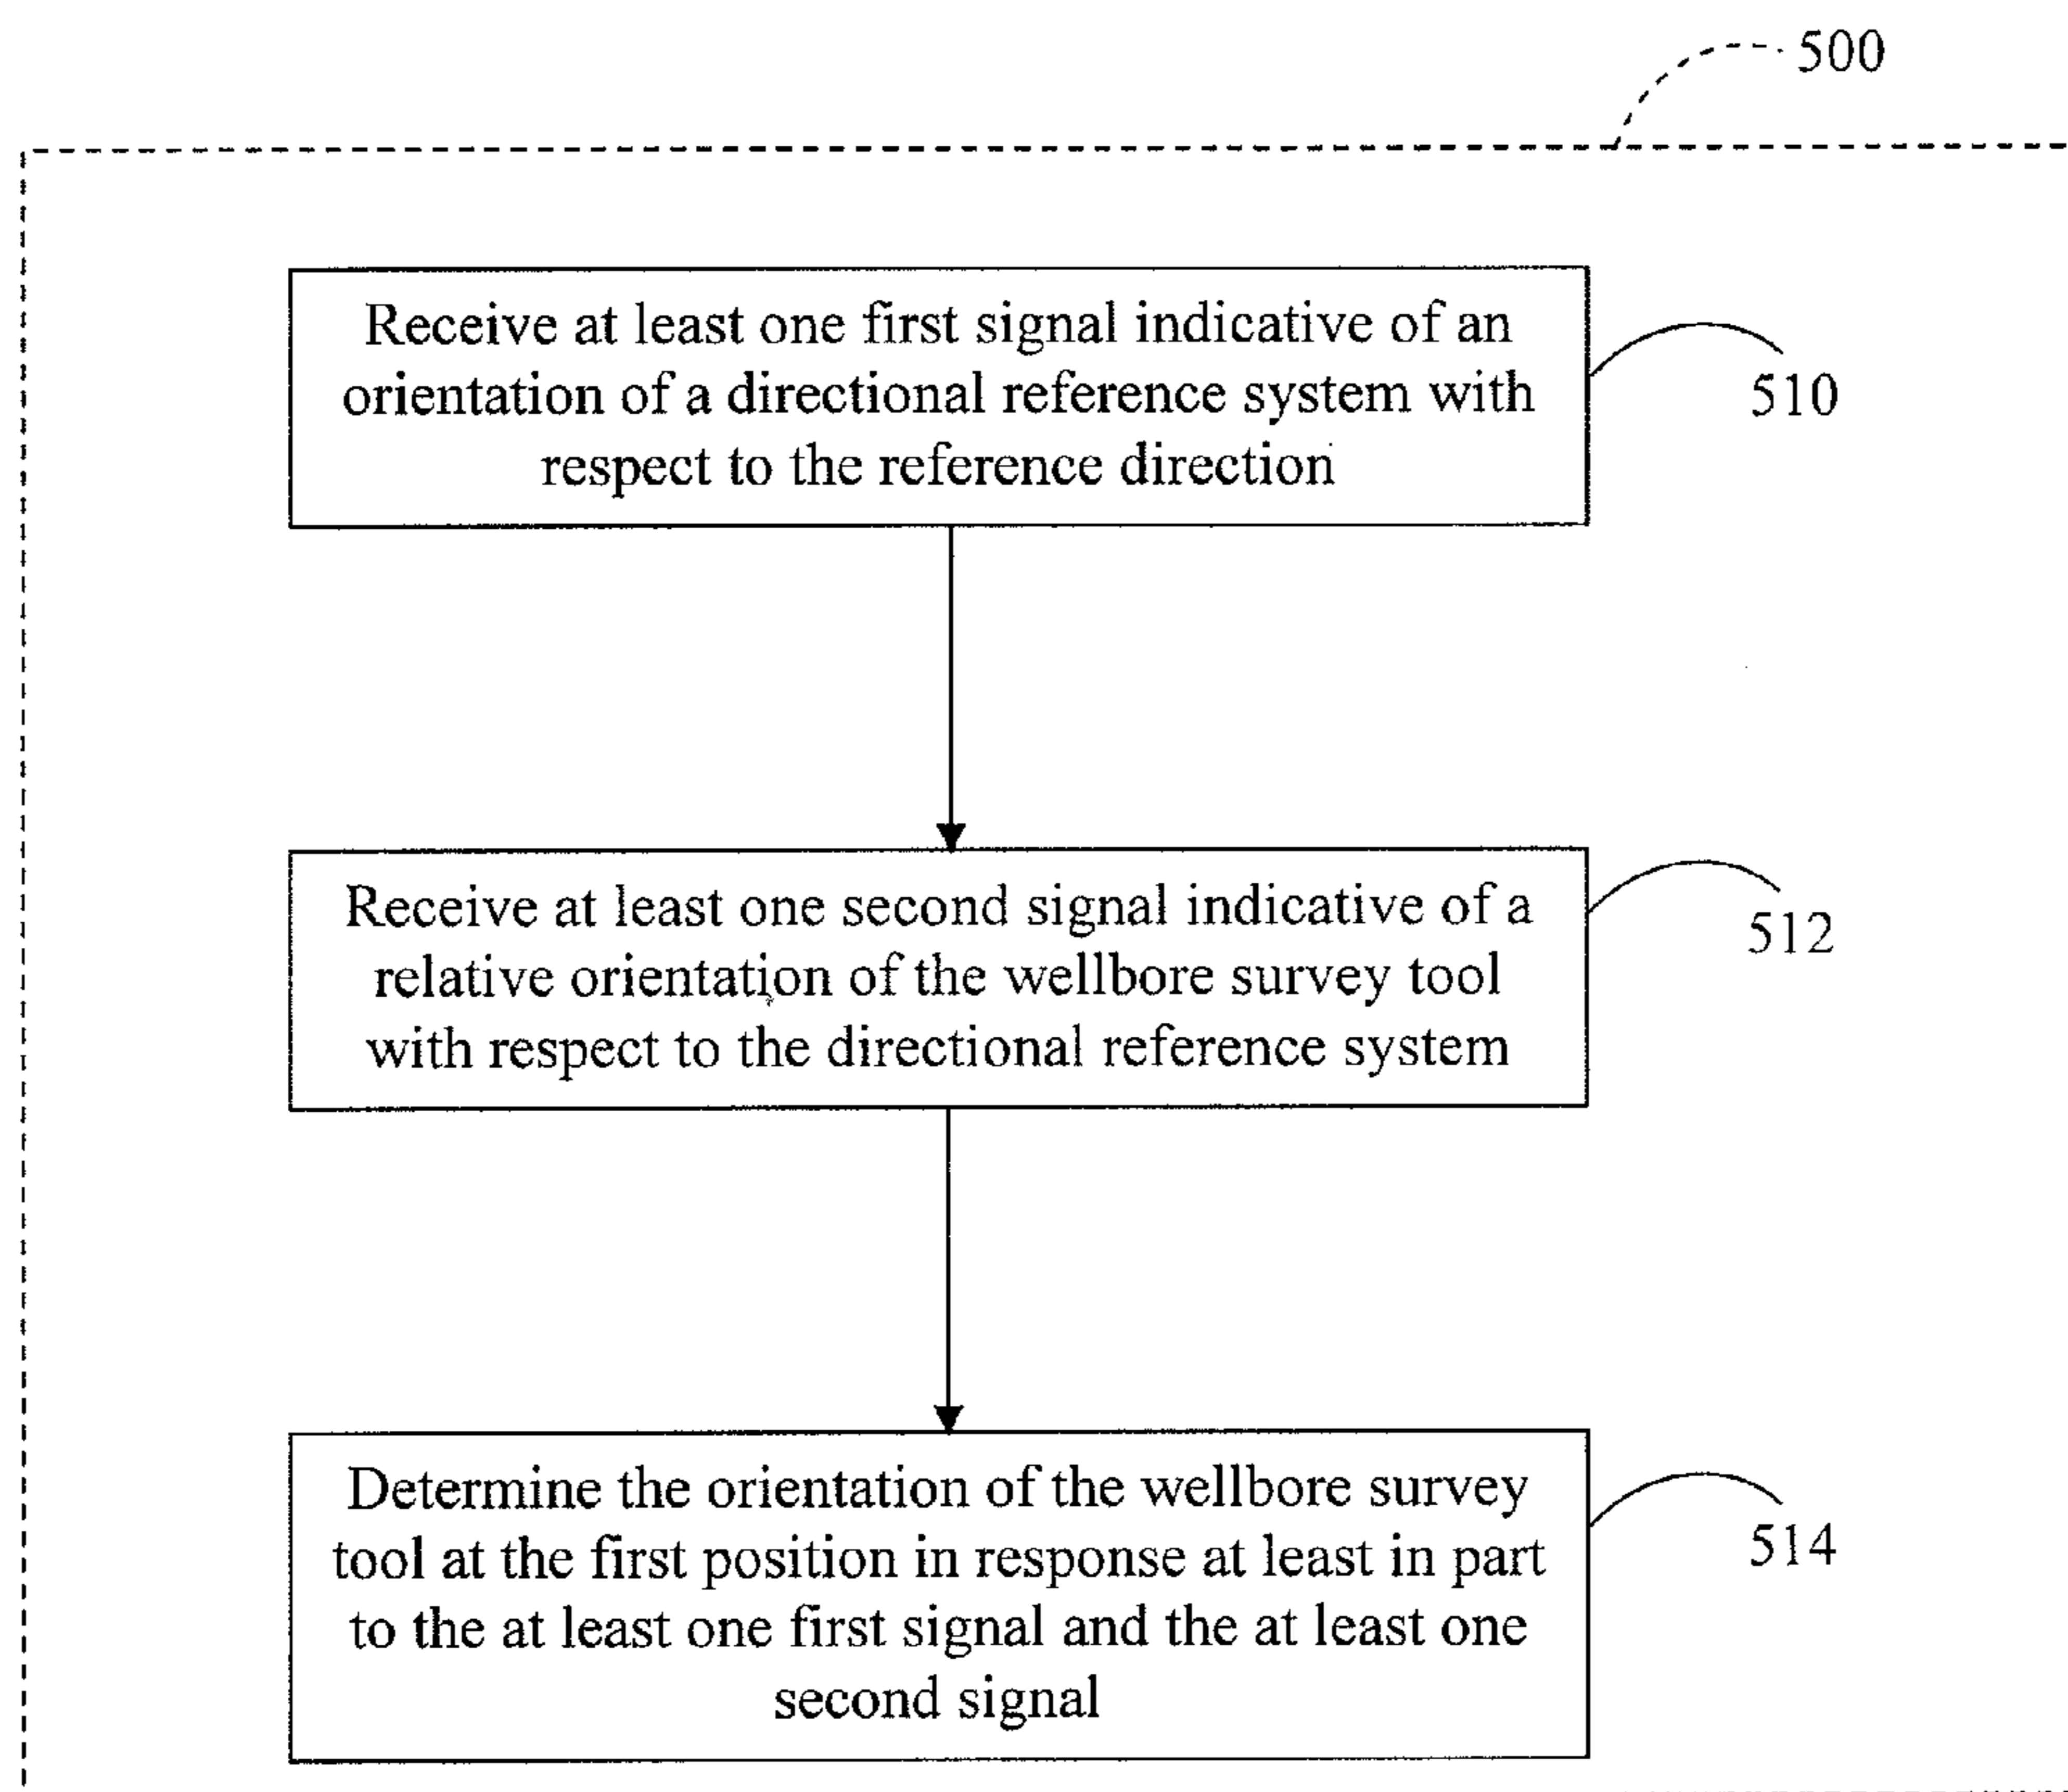 500
Receive at least one first signal indicative of an
orientation of a directional reference system with
respect to the reference direction
510
Receive at least one second signal indicative of a
relative orientation of the wellbore survey tool
with respect to the directional reference system
512
Determine the orientation of the wellbore survey
tool at the first position in response at least in part
to the at least one first signal and the at least one
second signal
514